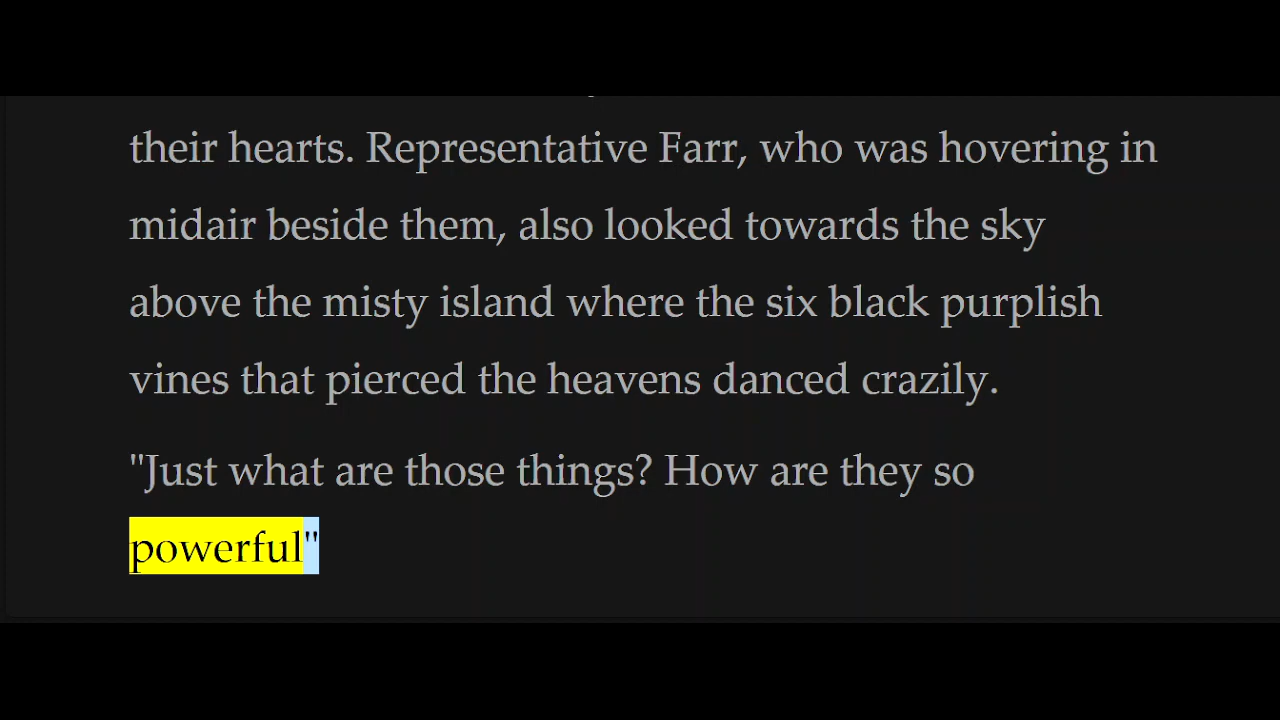 their hearts. Representative Farr, who was hovering in
midair beside them, also looked towards the sky
above the misty island where the six black purplish
vines that pierced the heavens danced crazily.
"Just what are those things? How are they so
powerful"